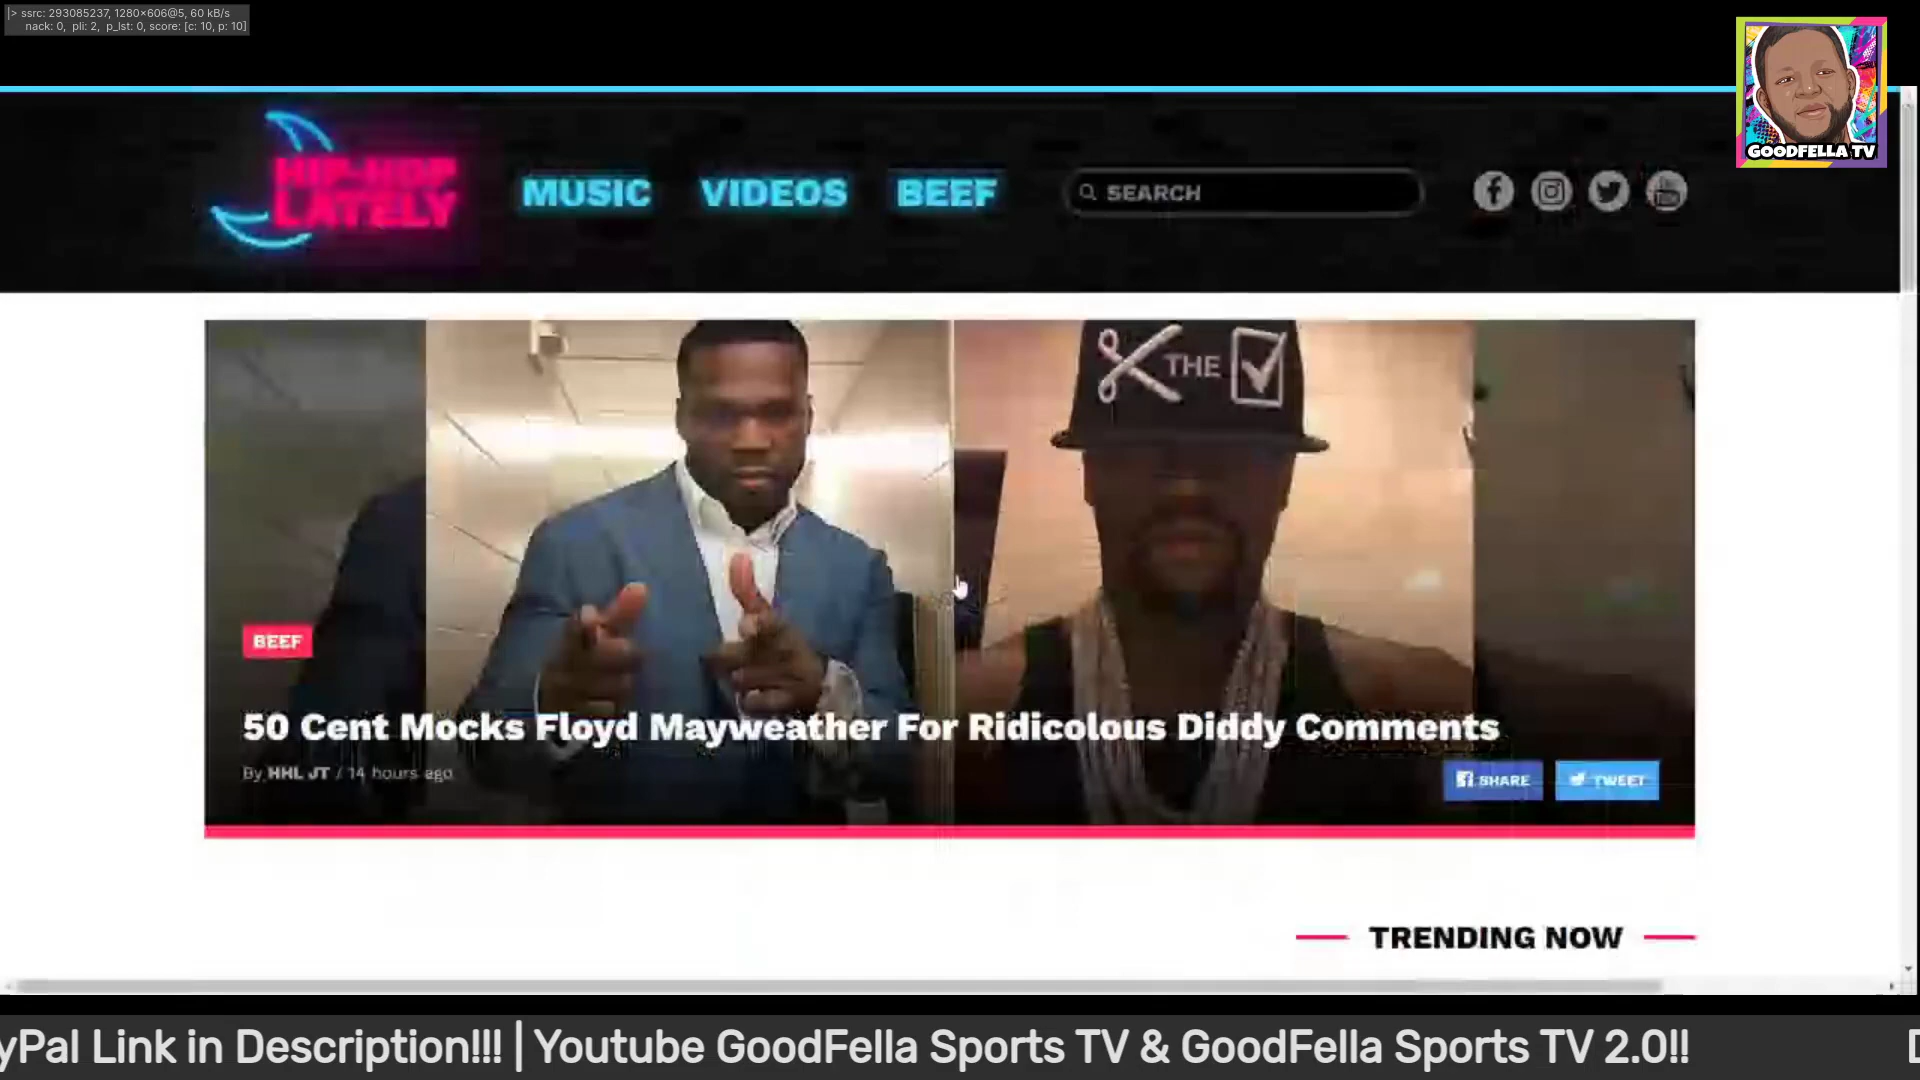 |> ssrc: 293085237, 1280×606@5, 60 kB/s
nack: 0, pli: 2, p_lst: 0, score: [c: 10, p: 10]
GOODFELLA TV
HIP-HOP
LATELY
MUSIC VIDEOS BEEF SEARCH
THE
BEEF
50 Cent Mocks Floyd Mayweather For Ridicolous Diddy Comments
By HHL JT / 14 hours ago
SHARE TWEET
TRENDING NOW
yPal Link in Description!!! | Youtube GoodFella Sports TV & GoodFella Sports TV 2.0!!